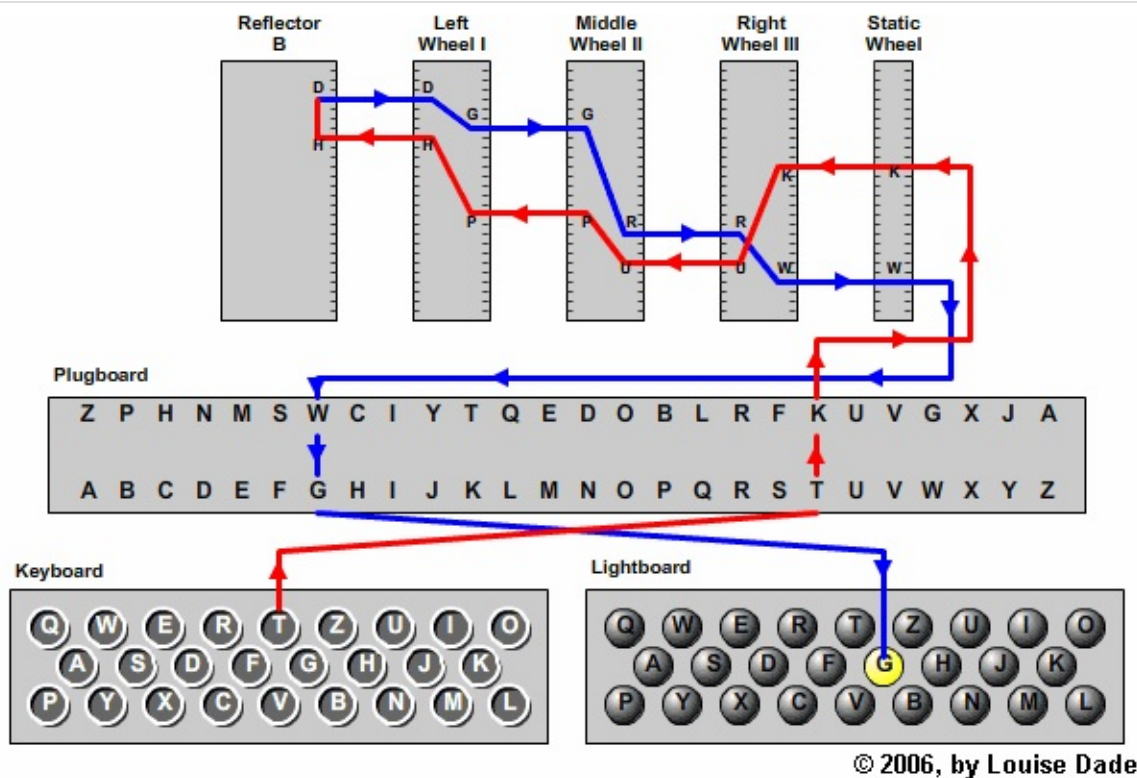 Reflector B
Left Wheel I
Middle Wheel II
Right Wheel III
Static Wheel
D D
G G
H H
K K
P P
R R
U U
W W
Plugboard
Z P H N M S W C I Y T Q E D O B L R F K U V G X J A
A B C D E F G H I J K L M N O P Q R S T U V W X Y Z
Keyboard
Q W E R T Z U I O
A S D F G H J K
P Y X C V B N M L
Lightboard
Q W E R T Z U I O
A S D F G H J K
P Y X C V B N M L
© 2006, by Louise Dade